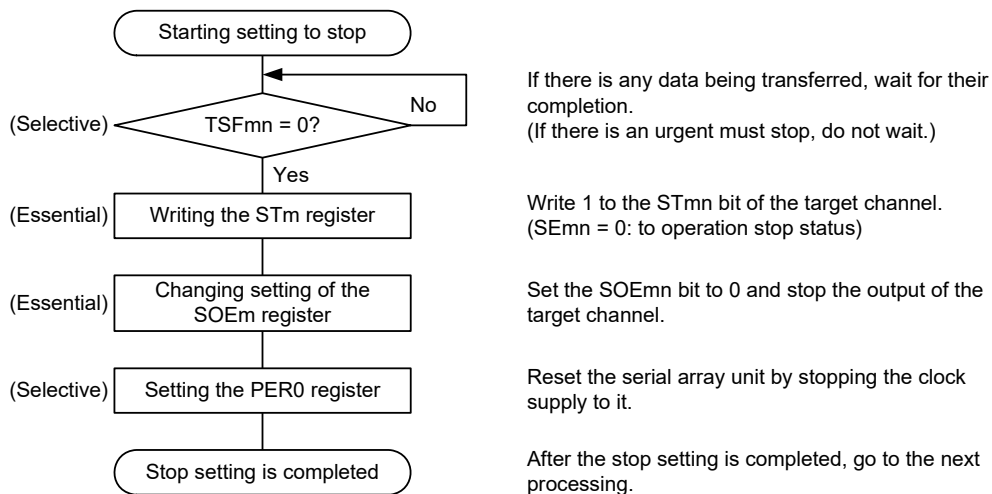 Starting setting to stop
If there is any data being transferred, wait for their
completion.
(If there is an urgent must stop, do not wait.)
No
(Selective)
TSFmn = 0?
Yes
(Essential)
Writing the STm register
Write 1 to the STmn bit of the target channel.
(SEmn = 0: to operation stop status)
(Essential)
Changing setting of the
SOEm register
Set the SOEmn bit to 0 and stop the output of the
target channel.
(Selective)
Setting the PER0 register
Reset the serial array unit by stopping the clock
supply to it.
Stop setting is completed
After the stop setting is completed, go to the next
processing.